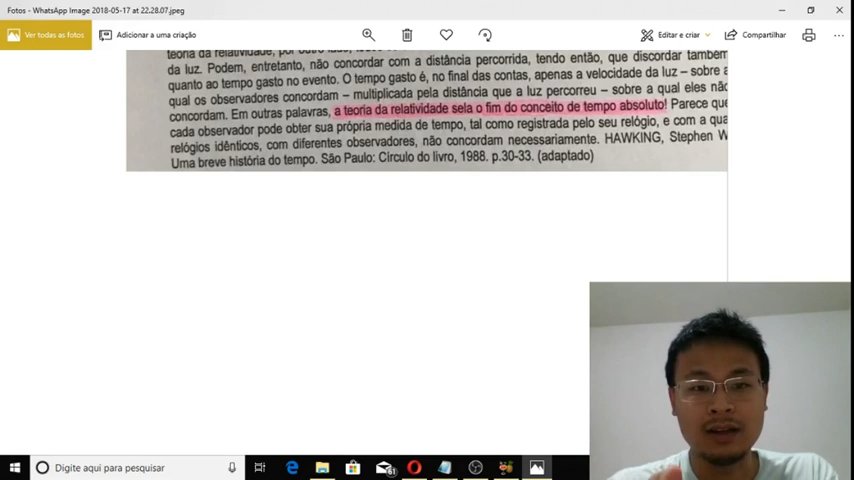 Fotos - WhatsApp Image 2018-05-17 at 22.28.07.jpeg
Ver todas as fotos
Adicionar a uma criação
Editar e criar
Compartilhar
teoria da relatividade, por outro lado,
da luz. Podem, entretanto, não concordar com a distância percorrida, tendo então, que discordar também
quanto ao tempo gasto no evento. O tempo gasto é, no final das contas, apenas a velocidade da luz – sobre a
qual os observadores concordam – multiplicada pela distância que a luz percorreu – sobre a qual eles não
concordam. Em outras palavras, a teoria da relatividade sela o fim do conceito de tempo absoluto! Parece que
cada observador pode obter sua própria medida de tempo, tal como registrada pelo seu relógio, e com a qua
relógios idênticos, com diferentes observadores, não concordam necessariamente. HAWKING, Stephen W
Uma breve história do tempo. São Paulo: Circulo do livro, 1988. p.30-33. (adaptado)
Digite aqui para pesquisar
61